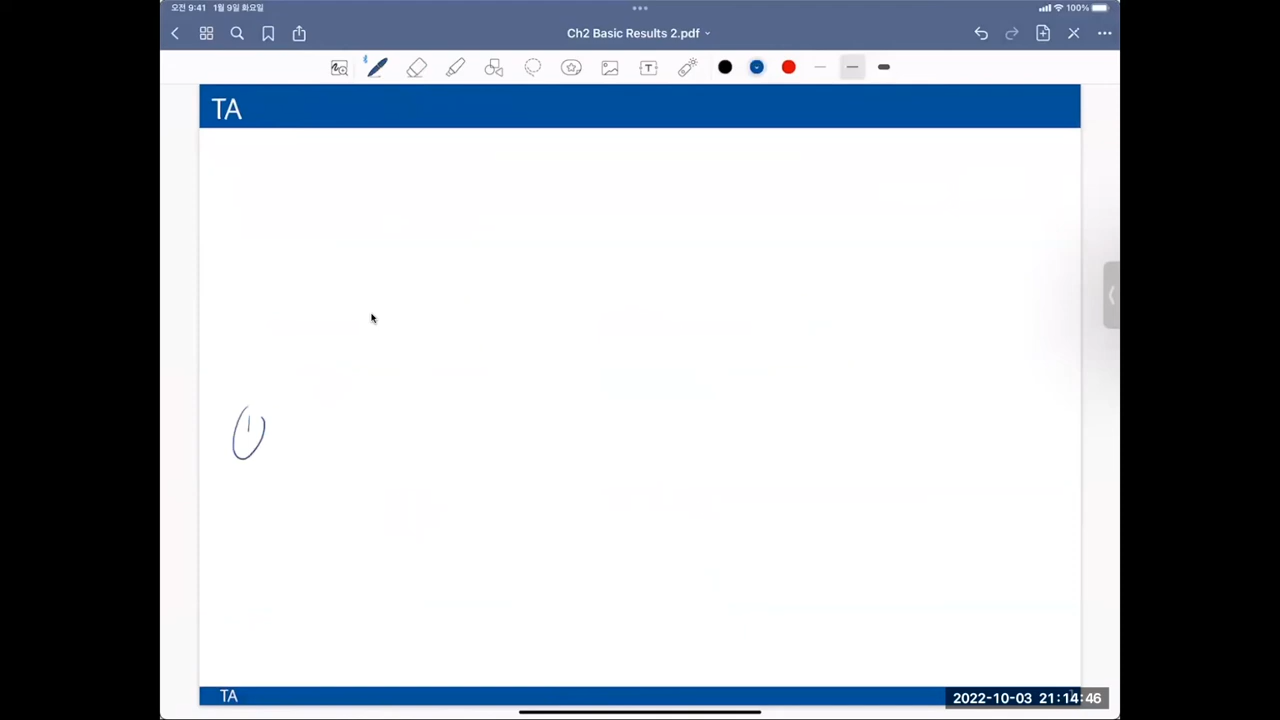 오전 9:41 1월 9일 화요일
100%
Ch2 Basic Results 2.pdf
T
TA
1
TA
2022-10-03 21:14:46